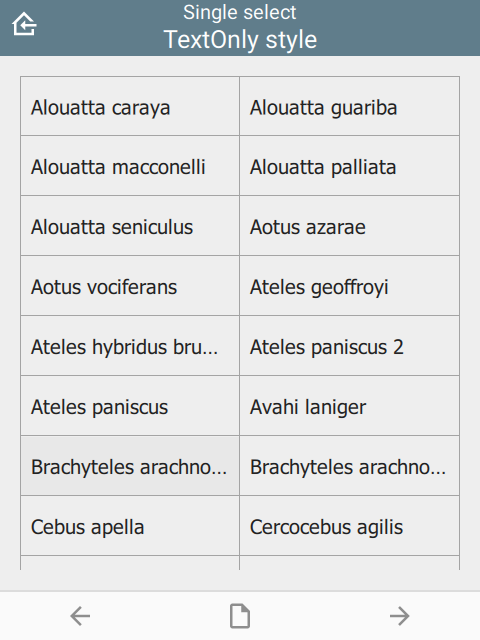 Single select
TextOnly style
Alouatta caraya
Alouatta guariba
Alouatta macconelli
Alouatta palliata
Alouatta seniculus
Aotus azarae
Aotus vociferans
Ateles geoffroyi
Ateles hybridus bru...
Ateles paniscus 2
Ateles paniscus
Avahi laniger
Brachyteles arachno...
Brachyteles arachno...
Cebus apella
Cercocebus agilis